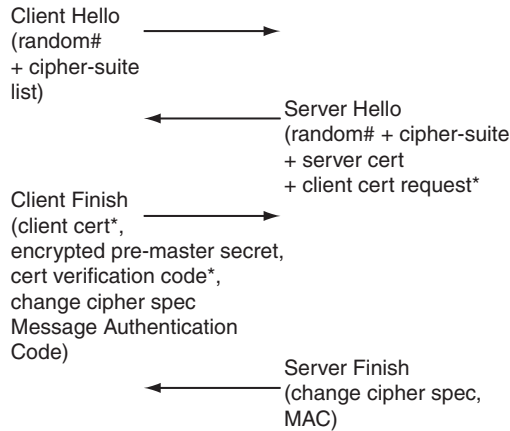 Client Hello
(random#
+ cipher-suite
list)
Server Hello
(random# + cipher-suite
+ server cert
+ client cert request*
Client Finish
(client cert*,
encrypted pre-master secret,
cert verification code*,
change cipher spec
Message Authentication
Code)
Server Finish
(change cipher spec,
MAC)